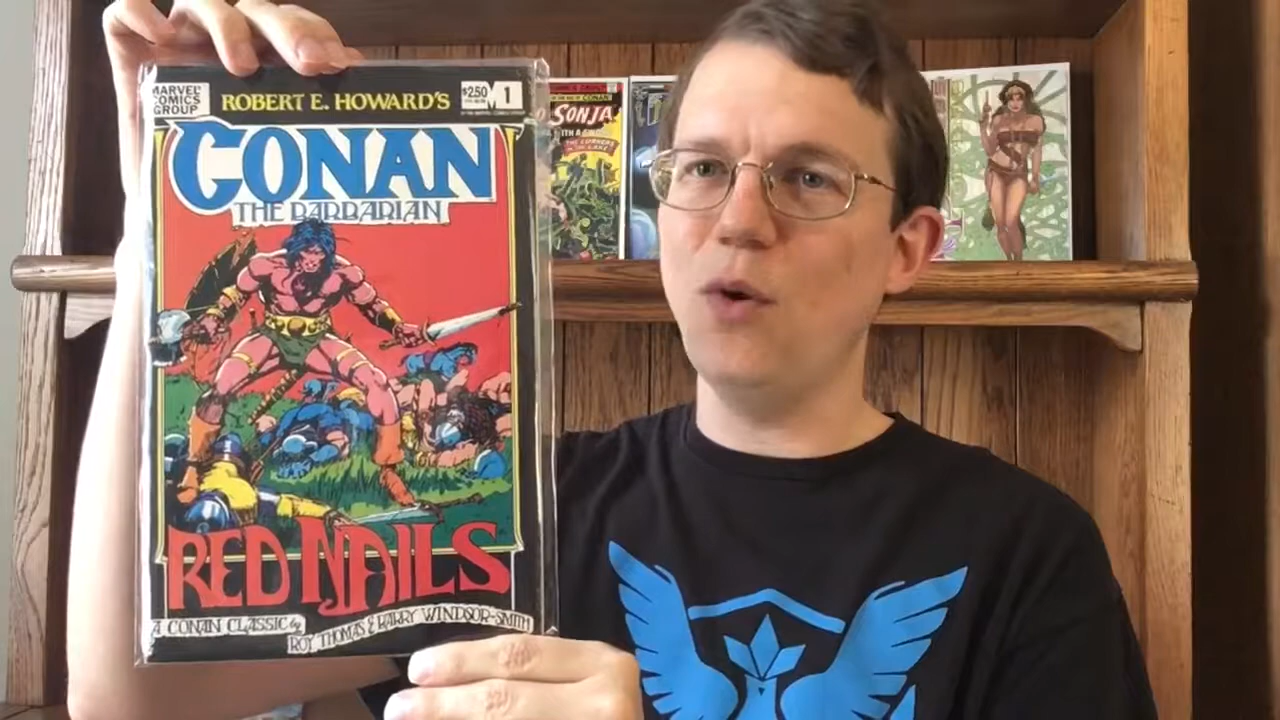 MARVEL
COMICS
GROUP
ROBERT E. HOWARD'S
$2.50
1
CONAN
THE BARBARIAN
RED NAILS
A CONAN CLASSIC by
ROY THOMAS & BARRY WINDSOR-SMITH
SONJA